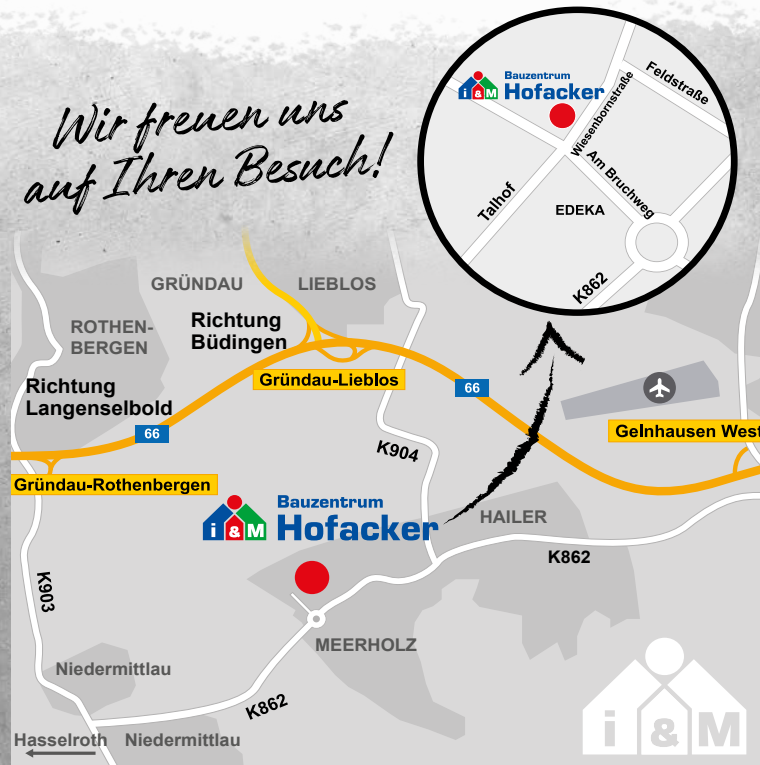 Wir freuen uns
auf Ihren Besuch!
i&M
Bauzentrum
Hofacker
Feldstraße
Wiesenbornstraße
Talhof
Am Bruchweg
EDEKA
K862
GRÜNDAU
LIEBLOS
ROTHEN-
BERGEN
Richtung
Büdingen
Richtung
Langenselbold
Gründau-Lieblos
66
66
Gelnhausen West
K904
Gründau-Rothenbergen
i&M
Bauzentrum
Hofacker
HAILER
K862
K903
MEERHOLZ
Niedermittlau
K862
Hasselroth
Niedermittlau
i&M